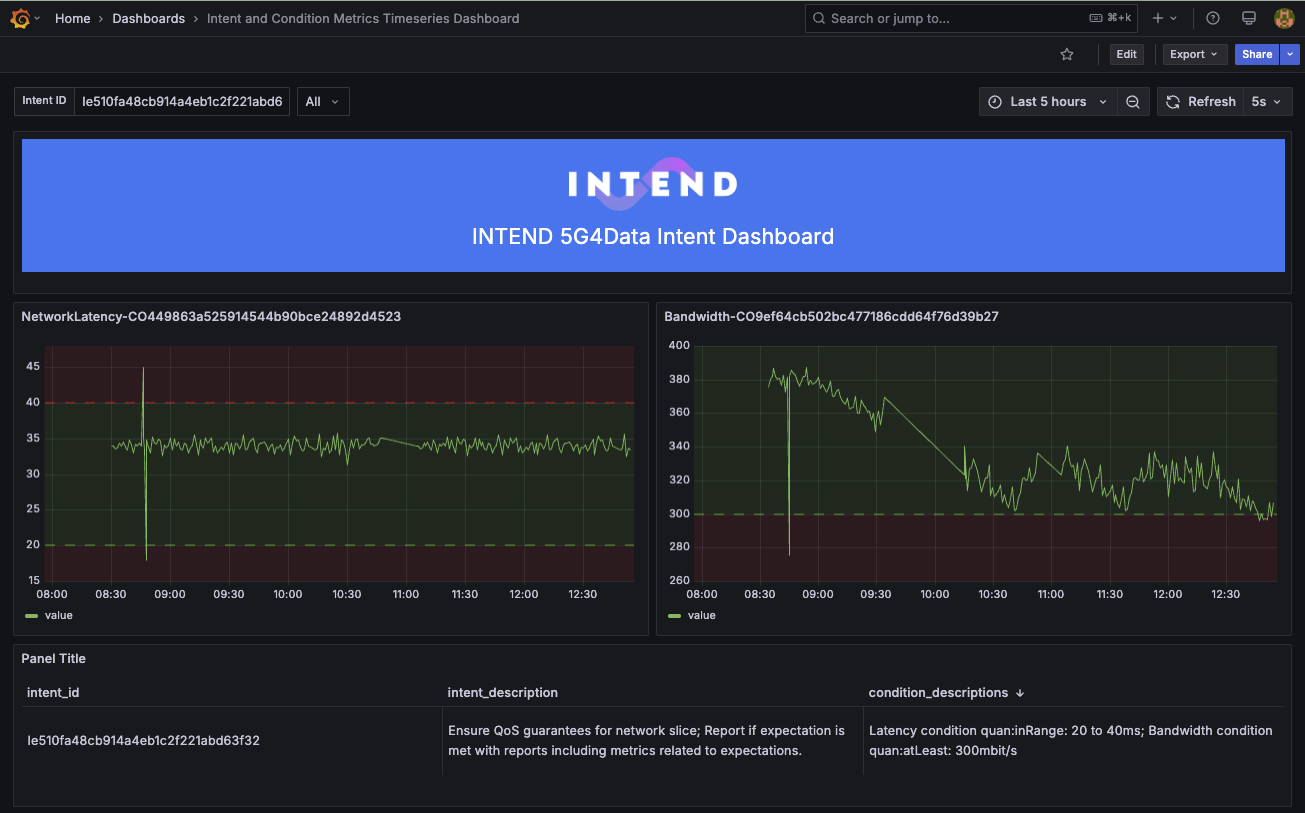 Home › Dashboards › Intent and Condition Metrics Timeseries Dashboard
Search or jump to...
⌘+k
Edit
Export
Share
Intent ID
Ie510fa48cb914a4eb1c2f221abd6
All
Last 5 hours
Refresh
5s
INTEND
INTEND 5G4Data Intent Dashboard
NetworkLatency-CO449863a525914544b90bce24892d4523
45
40
35
30
25
20
15
08:00 08:30 09:00 09:30 10:00 10:30 11:00 11:30 12:00 12:30
value
Bandwidth-CO9ef64cb502bc477186cdd64f76d39b27
400
380
360
340
320
300
280
260
08:00 08:30 09:00 09:30 10:00 10:30 11:00 11:30 12:00 12:30
value
Panel Title
intent_id
intent_description
condition_descriptions ↓
Ie510fa48cb914a4eb1c2f221abd63f32
Ensure QoS guarantees for network slice; Report if expectation is
met with reports including metrics related to expectations.
Latency condition quan:inRange: 20 to 40ms; Bandwidth condition
quan:atLeast: 300mbit/s